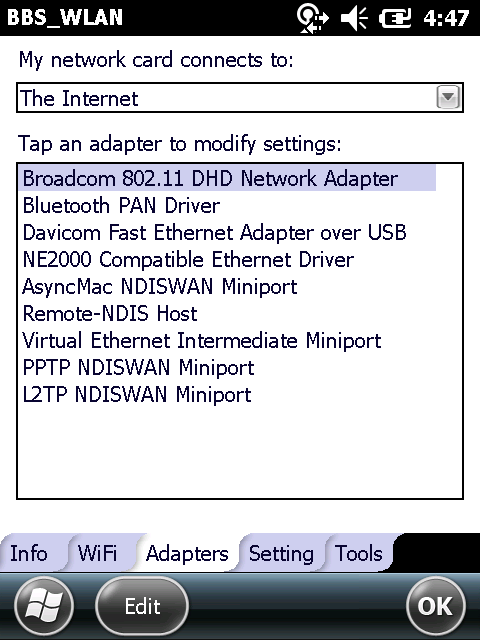 BBS_WLAN 4:47
My network card connects to:
The Internet
Tap an adapter to modify settings:
Broadcom 802.11 DHD Network Adapter
Bluetooth PAN Driver
Davicom Fast Ethernet Adapter over USB
NE2000 Compatible Ethernet Driver
AsyncMac NDISWAN Miniport
Remote-NDIS Host
Virtual Ethernet Intermediate Miniport
PPTP NDISWAN Miniport
L2TP NDISWAN Miniport
Info WiFi Adapters Setting Tools
Edit OK